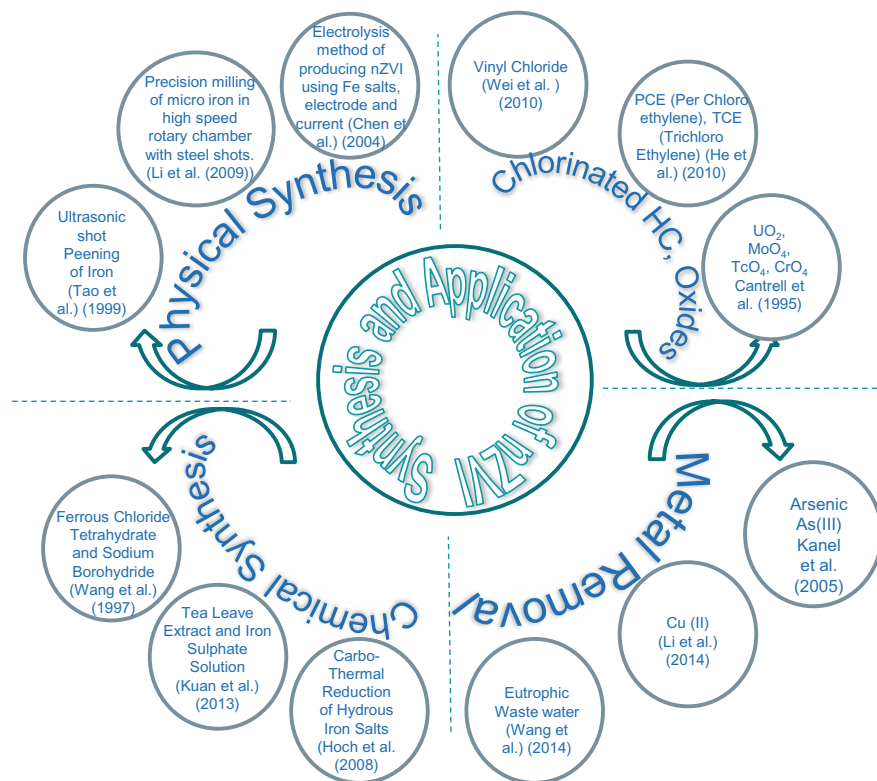 Electrolysis
method of
producing nZVI
using Fe salts,
electrode and
current (Chen
et al.) (2004)
Precision milling
of micro iron in
high speed
rotary chamber
with steel shots.
(Li et al. (2009))
Ultrasonic
shot
Peening
of Iron
(Tao et
al.) (1999)
Physical Synthesis
Vinyl Chloride
(Wei et al. )
(2010)
PCE (Per Chloro
ethylene), TCE
(Trichloro
Ethylene) (He et
al.) (2010)
UO₂,
MoO₄,
TcO₄, CrO₄
Cantrell et
al. (1995)
Chlorinated HC, Oxides
Synthesis and Application of nZVI
Ferrous Chloride
Tetrahydrate
and Sodium
Borohydride
(Wang et al.)
(1997)
Tea Leave
Extract and Iron
Sulphate
Solution
(Kuan et al.)
(2013)
Carbo-
Thermal
Reduction
of Hydrous
Iron Salts
(Hoch et al.
(2008)
Chemical Synthesis
Metal Removal
Arsenic
As(III)
Kanel
et al.
(2005)
Cu (II)
(Li et al.)
(2014)
Eutrophic
Waste water
(Wang et
al.) (2014)